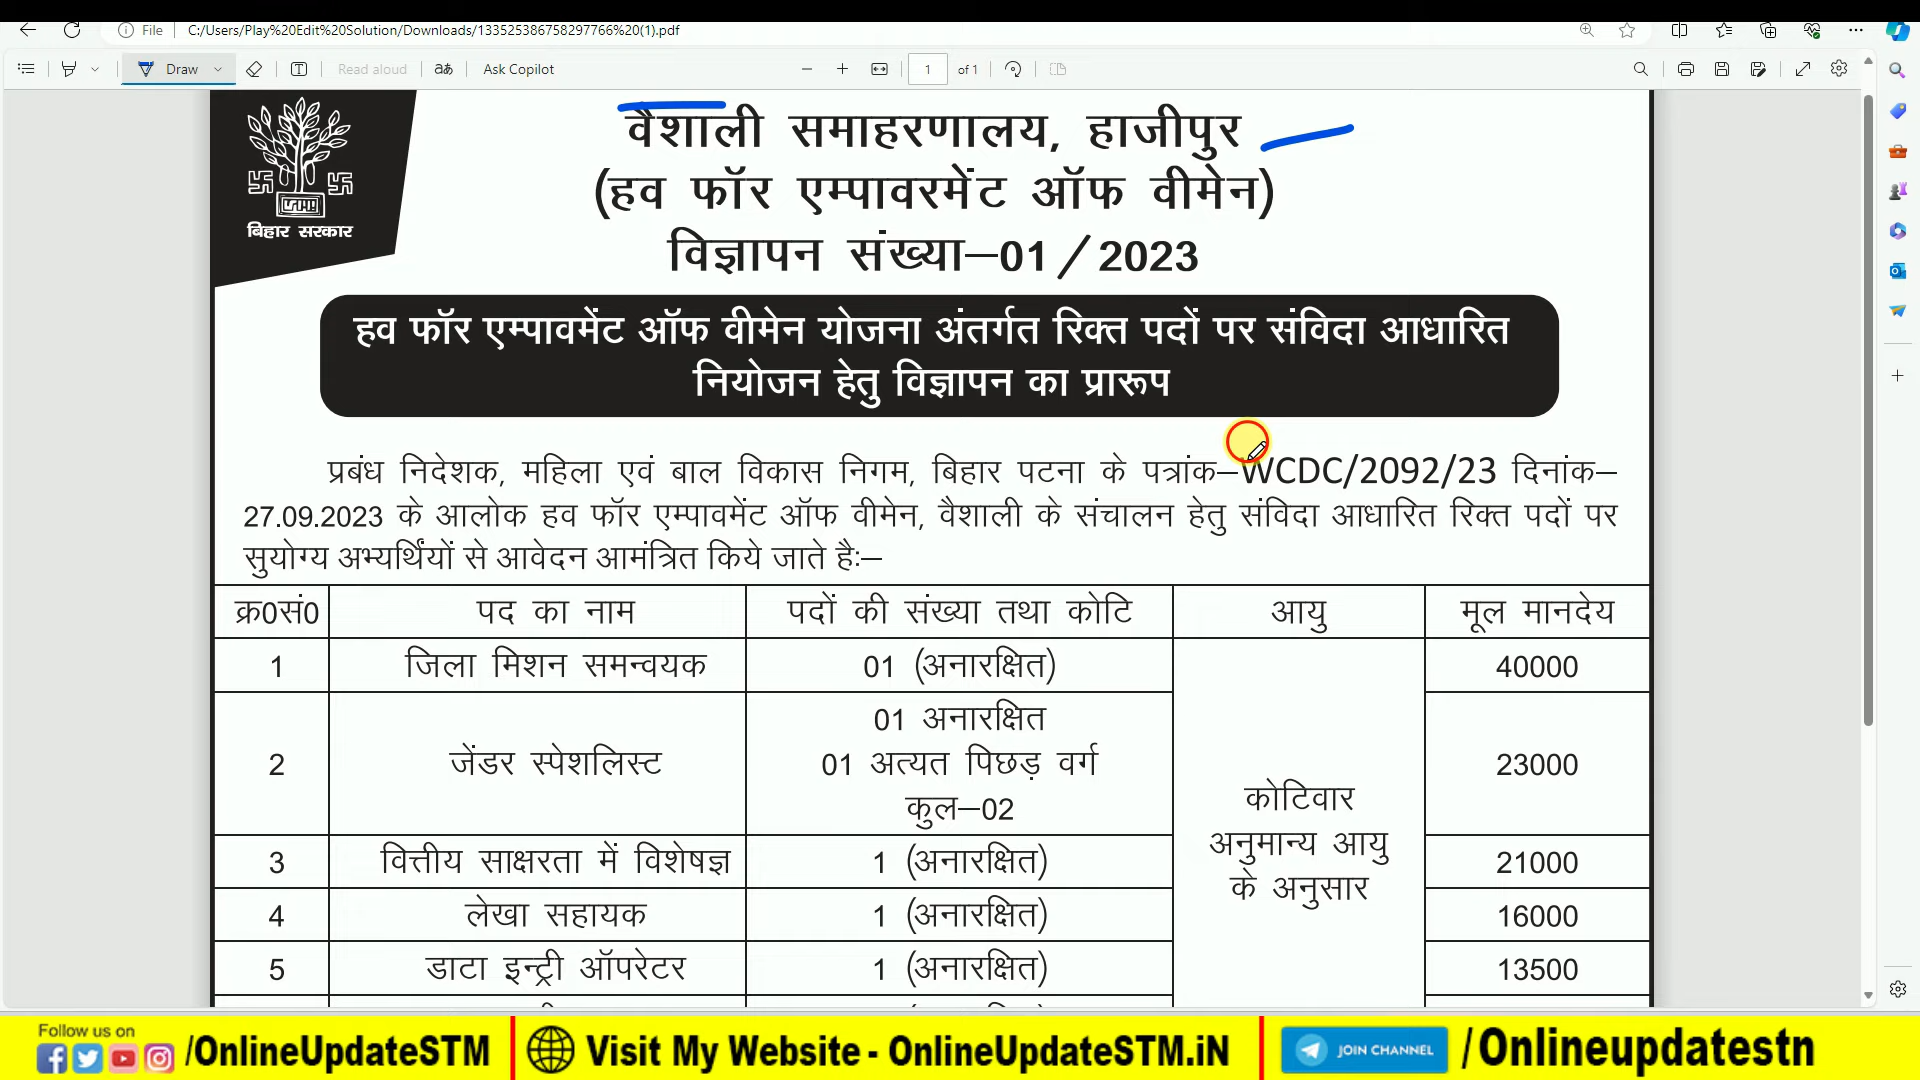 File C:/Users/Play%20Edit%20Solution/Downloads/133525386758297766%20(1).pdf
Draw Read aloud aあ Ask Copilot 1 of 1
वैशाली समाहरणालय, हाजीपुर
(हव फॉर एम्पावरमेंट ऑफ वीमेन)
विज्ञापन संख्या–01/2023
बिहार सरकार
हव फॉर एम्पावमेंट ऑफ वीमेन योजना अंतर्गत रिक्त पदों पर संविदा आधारित
नियोजन हेतु विज्ञापन का प्रारूप
प्रबंध निदेशक, महिला एवं बाल विकास निगम, बिहार पटना के पत्रांक–WCDC/2092/23 दिनांक–
27.09.2023 के आलोक हव फॉर एम्पावमेंट ऑफ वीमेन, वैशाली के संचालन हेतु संविदा आधारित रिक्त पदों पर
सुयोग्य अभ्यर्थियों से आवेदन आमंत्रित किये जाते हैः–
क्र0सं0 पद का नाम पदों की संख्या तथा कोटि आयु मूल मानदेय
1 जिला मिशन समन्वयक 01 (अनारक्षित) 40000
01 अनारक्षित
2 जेंडर स्पेशलिस्ट 01 अत्यत पिछड़ वर्ग 23000
कुल–02
कोटिवार
अनुमान्य आयु
के अनुसार
3 वित्तीय साक्षरता में विशेषज्ञ 1 (अनारक्षित) 21000
4 लेखा सहायक 1 (अनारक्षित) 16000
5 डाटा इन्ट्री ऑपरेटर 1 (अनारक्षित) 13500
Follow us on
/OnlineUpdateSTM Visit My Website - OnlineUpdateSTM.iN JOIN CHANNEL /Onlineupdatestn